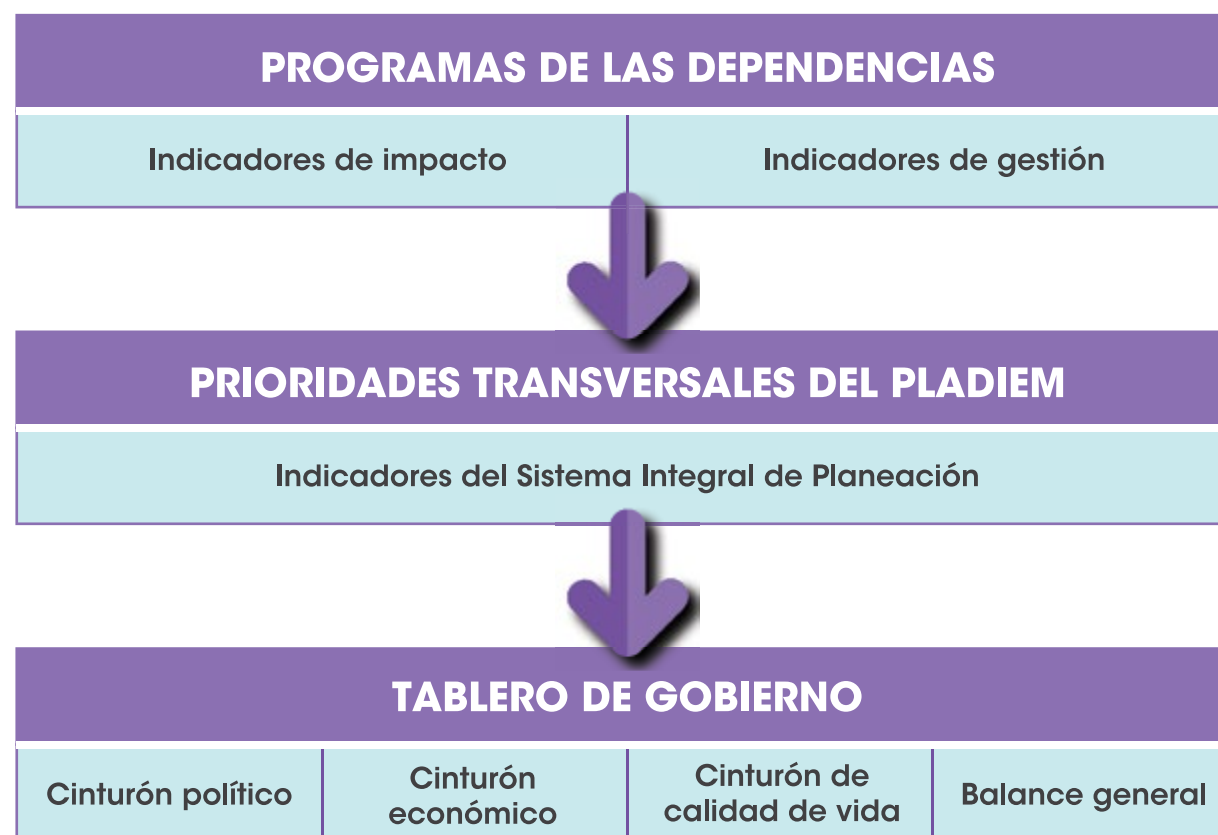 PROGRAMAS DE LAS DEPENDENCIAS
Indicadores de impacto
Indicadores de gestión
PRIORIDADES TRANSVERSALES DEL PLADIEM
Indicadores del Sistema Integral de Planeación
TABLERO DE GOBIERNO
Cinturón político
Cinturón
económico
Cinturón de
calidad de vida
Balance general